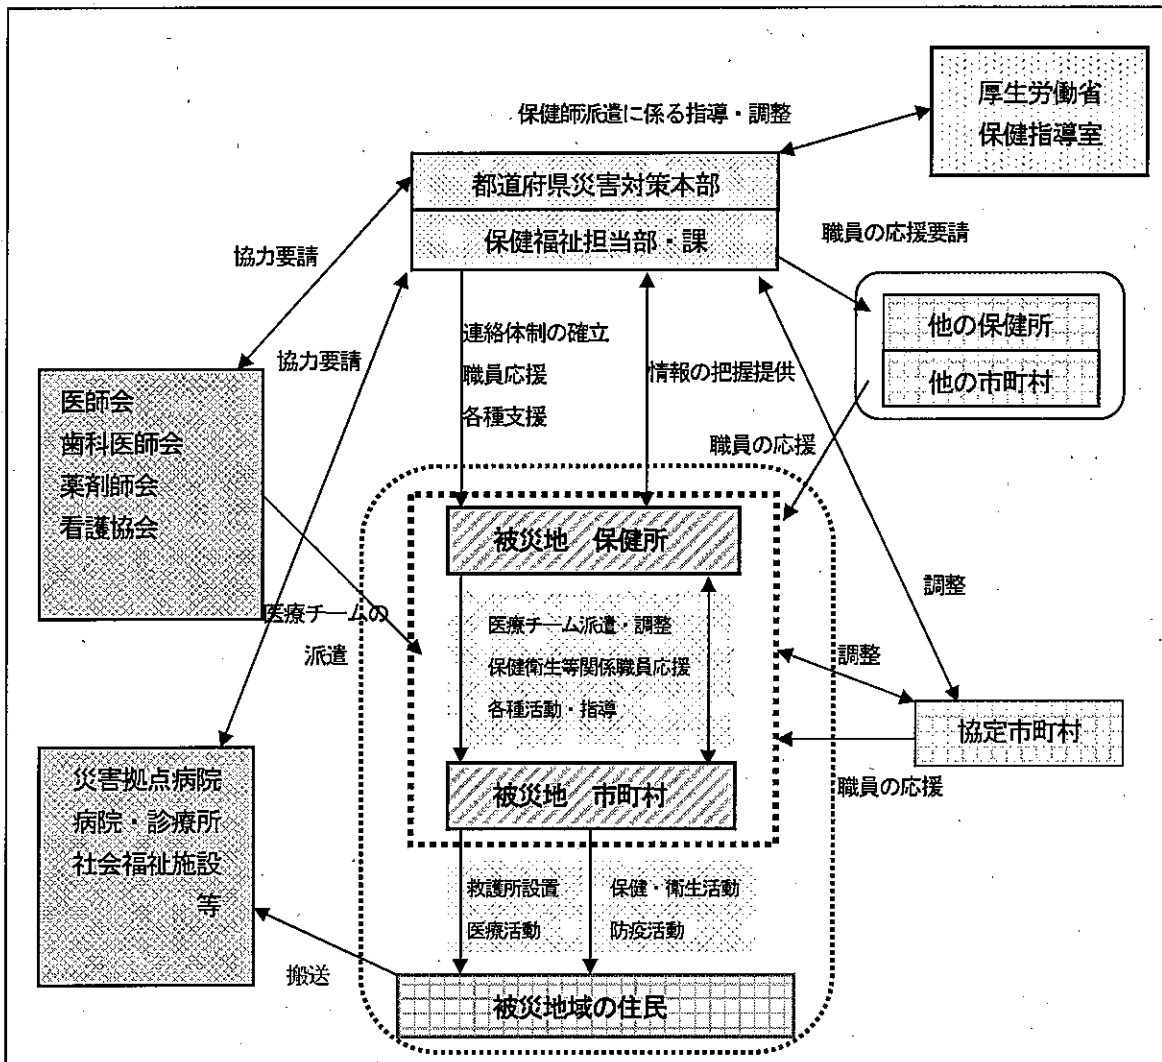 厚生労働省
保健指導室
保健師派遣に係る指導・調整
都道府県災害対策本部
保健福祉担当部・課
職員の応援要請
協力要請
他の保健所
他の市町村
連絡体制の確立
職員応援
各種支援
情報の把握提供
協力要請
医師会
歯科医師会
薬剤師会
看護協会
職員の応援
被災地 保健所
調整
医療チームの
派遣
医療チーム派遣・調整
保健衛生等関係職員応援
各種活動・指導
調整
協定市町村
職員の応援
被災地 市町村
災害拠点病院
病院・診療所
社会福祉施設
等
救護所設置
医療活動
保健・衛生活動
防疫活動
搬送
被災地域の住民